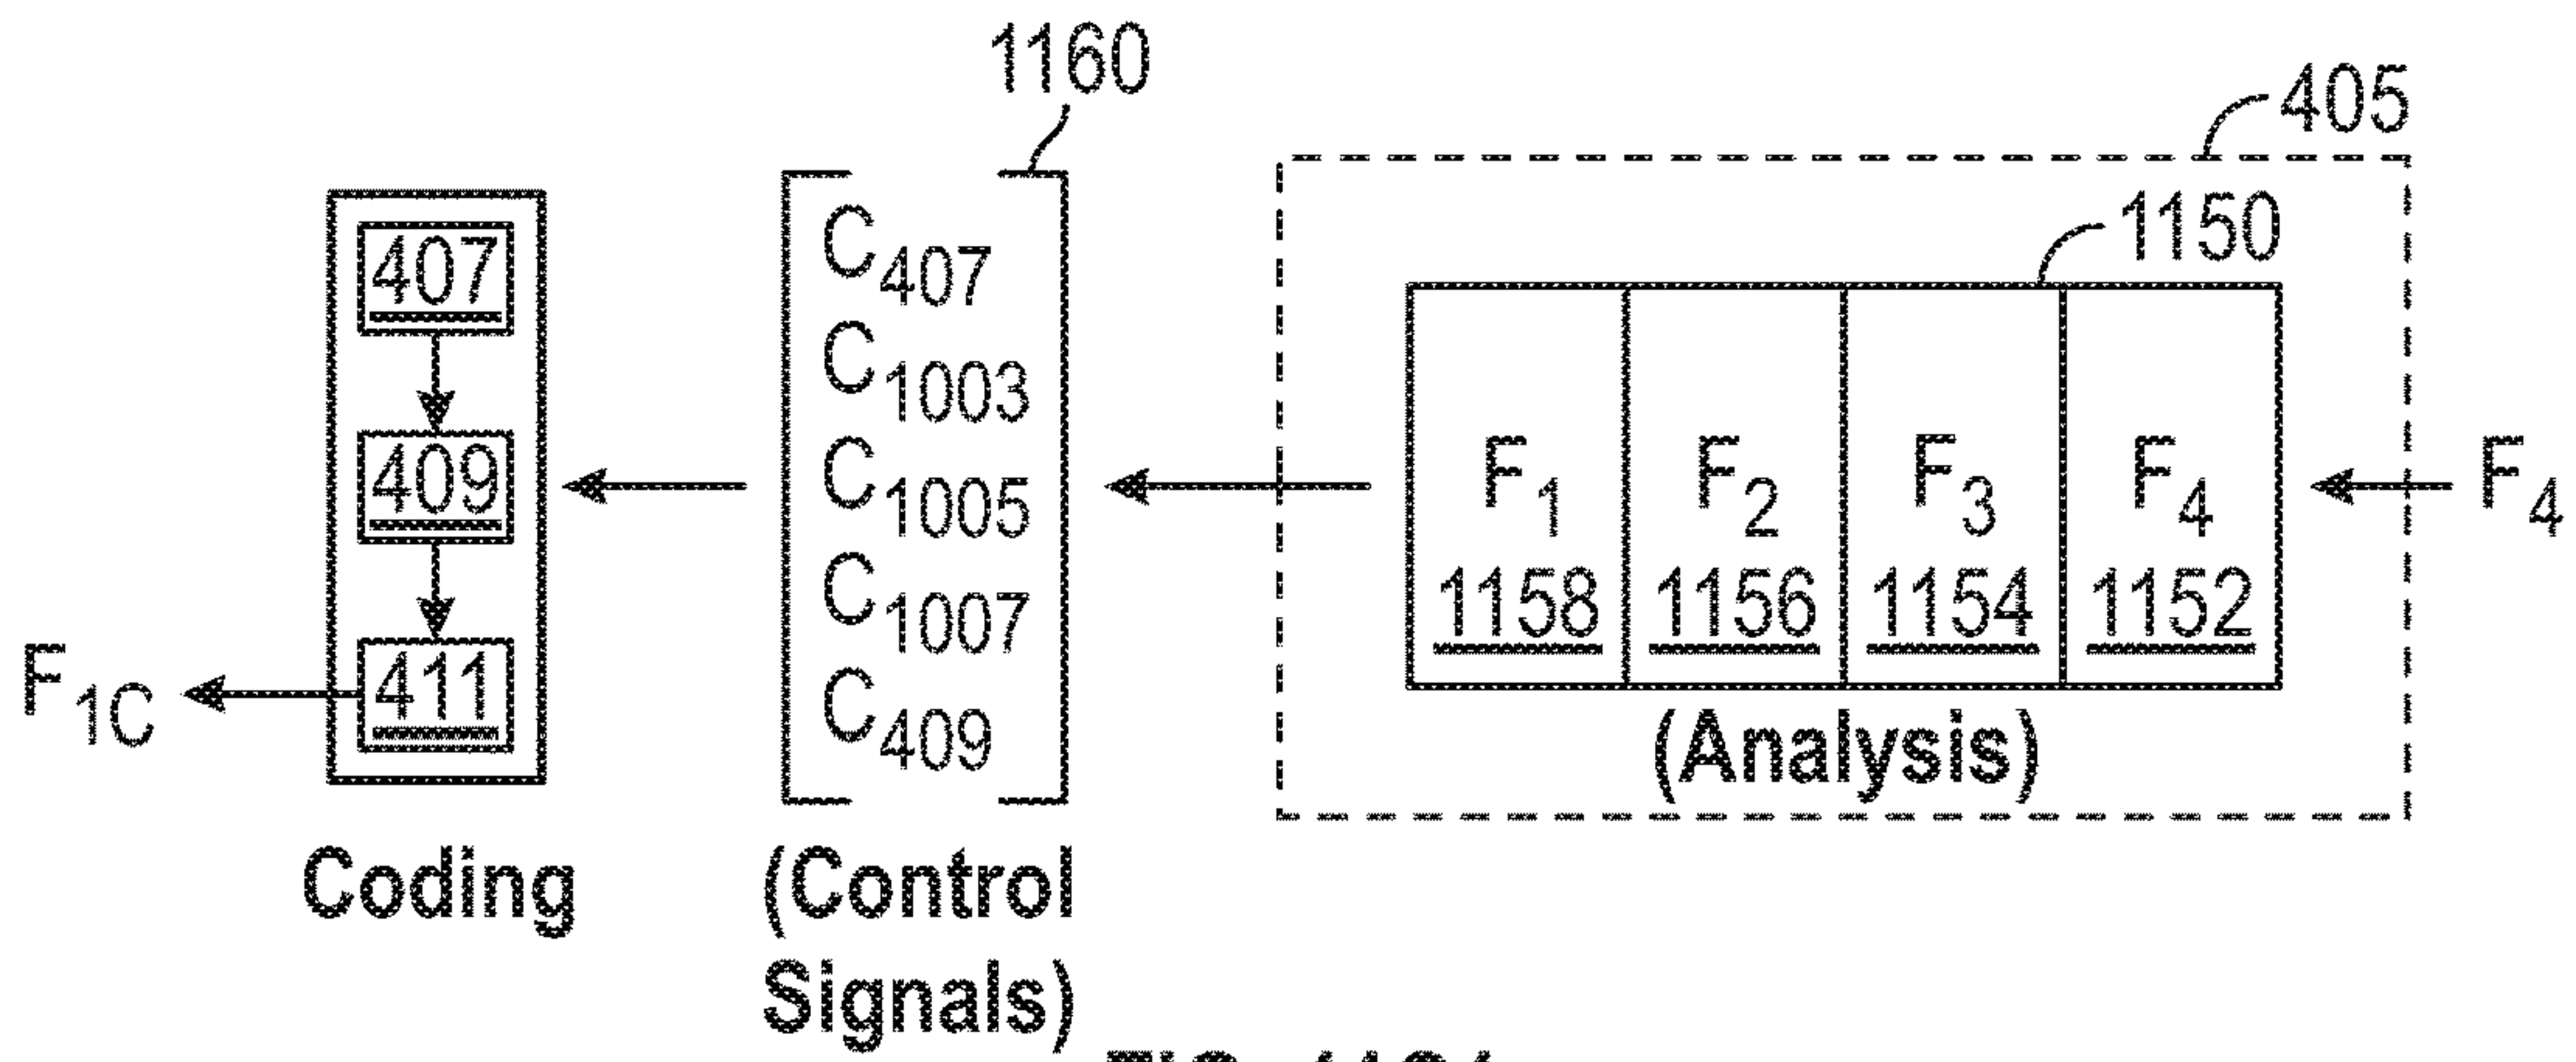 1160
405
1150
407
409
411
F1C
Coding
C407
C1003
C1005
C1007
C409
(Control
Signals)
F1
1158
F2
1156
F3
1154
F4
1152
(Analysis)
F4